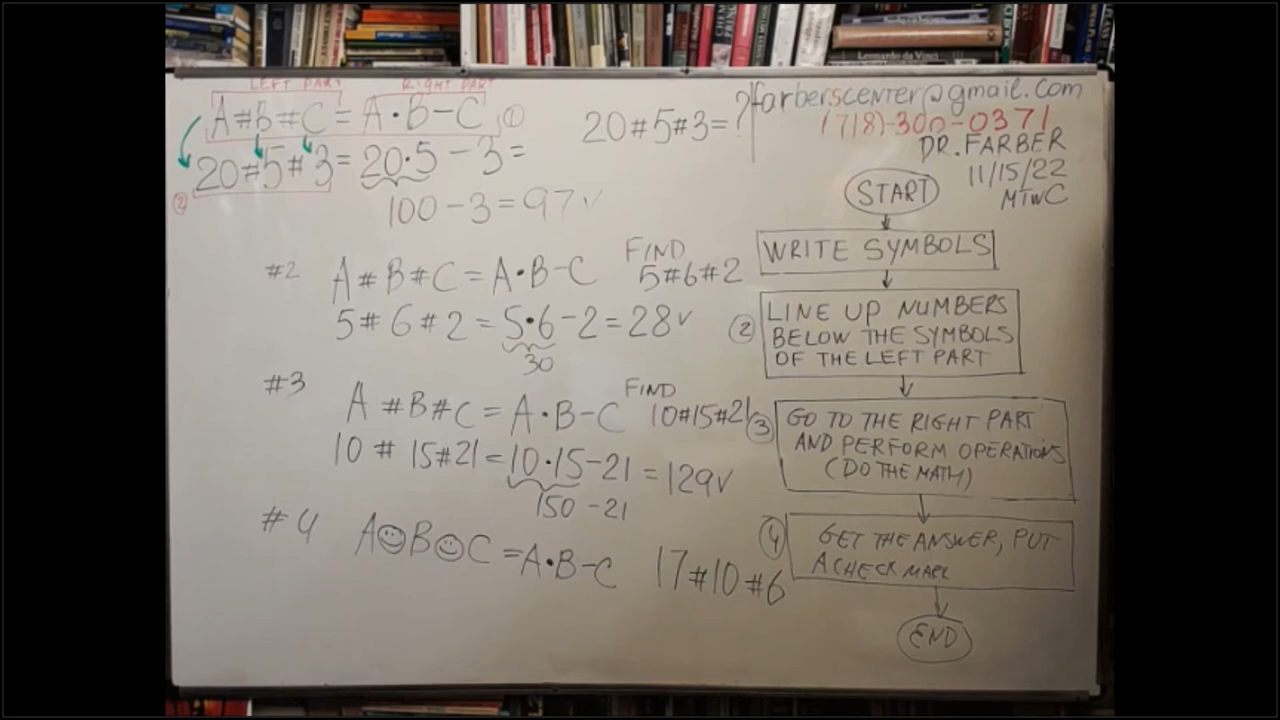 LEFT PART RIGHT PART
A#B#C=A•B-C ①
20#5#3=20•5-3=
②
100-3=97✓
20#5#3=?
farberscenter@gmail.com
(718)-300-0371
DR. FARBER
11/15/22
MTWC
#2 A#B#C=A•B-C FIND 5#6#2
5#6#2=5•6-2=28✓
30
#3 A#B#C=A•B-C FIND 10#15#21
10#15#21=10•15-21=129✓
150-21
#4 A☺B☺C=A•B-C 17#10#6
START
WRITE SYMBOLS
② LINE UP NUMBERS
BELOW THE SYMBOLS
OF THE LEFT PART
③ GO TO THE RIGHT PART
AND PERFORM OPERATIONS
(DO THE MATH)
④ GET THE ANSWER, PUT
A CHECK MARK
END
Leonardo da Vinci